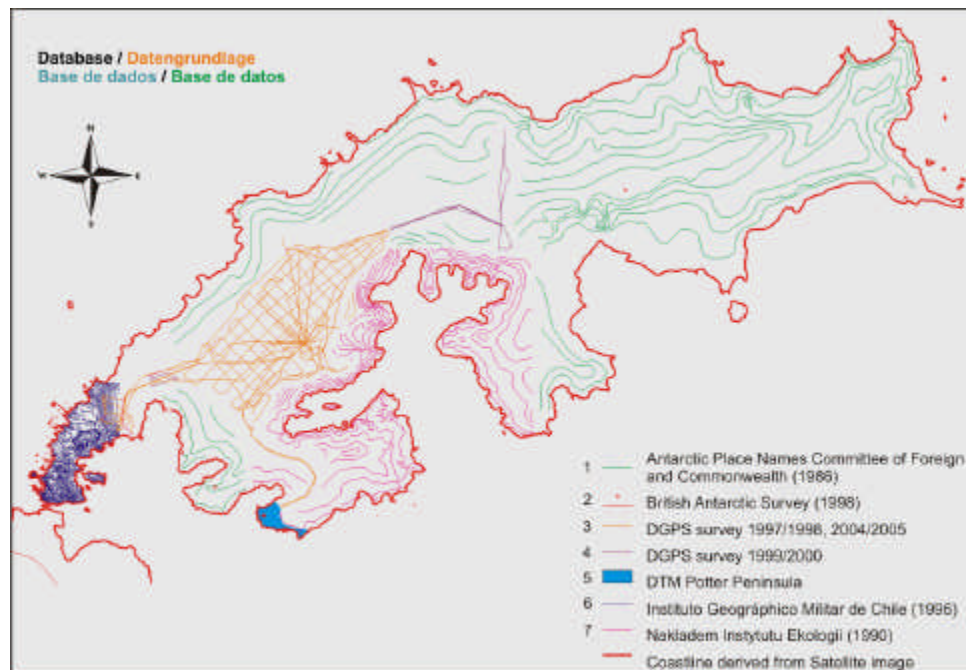 Database / Datengrundlage
Base de dados / Base de datos
N
W
E
S
1 Antarctic Place Names Committee of Foreign
and Commonwealth (1986)
2 British Antarctic Survey (1998)
3 DGPS survey 1997/1998, 2004/2005
4 DGPS survey 1999/2000
5 DTM Potter Peninsula
6 Instituto Geográphico Militar de Chile (1996)
7 Nakladem Instytutu Ekologii (1990)
Coastline derived from Satellite image